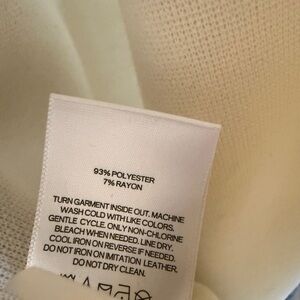 93% POLYESTER
7% RAYON
TURN GARMENT INSIDE OUT. MACHINE
WASH COLD WITH LIKE COLORS.
GENTLE CYCLE. ONLY NON-CHLORINE
BLEACH WHEN NEEDED. LINE DRY.
COOL IRON ON REVERSE IF NEEDED.
DO NOT IRON ON IMITATION LEATHER.
DO NOT DRY CLEAN.